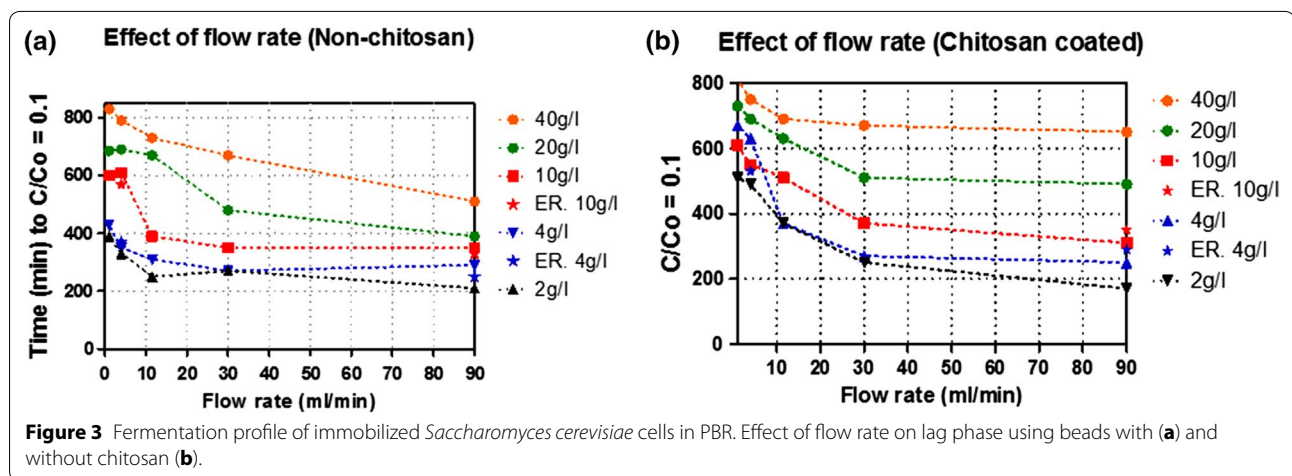 (a) Effect of flow rate (Non-chitosan)
Time (min) to C/Co = 0.1
800
600
400
200
0
0 10 20 30 40 50 60 70 80 90
Flow rate (ml/min)
40g/l
20g/l
10g/l
ER. 10g/l
4g/l
ER. 4g/l
2g/l
(b) Effect of flow rate (Chitosan coated)
C/Co = 0.1
800
600
400
200
0
10 20 30 40 50 60 70 80 90
Flow rate (ml/min)
40g/l
20g/l
10g/l
ER. 10g/l
4g/l
ER. 4g/l
2g/l
Figure 3 Fermentation profile of immobilized Saccharomyces cerevisiae cells in PBR. Effect of flow rate on lag phase using beads with (a) and
without chitosan (b).